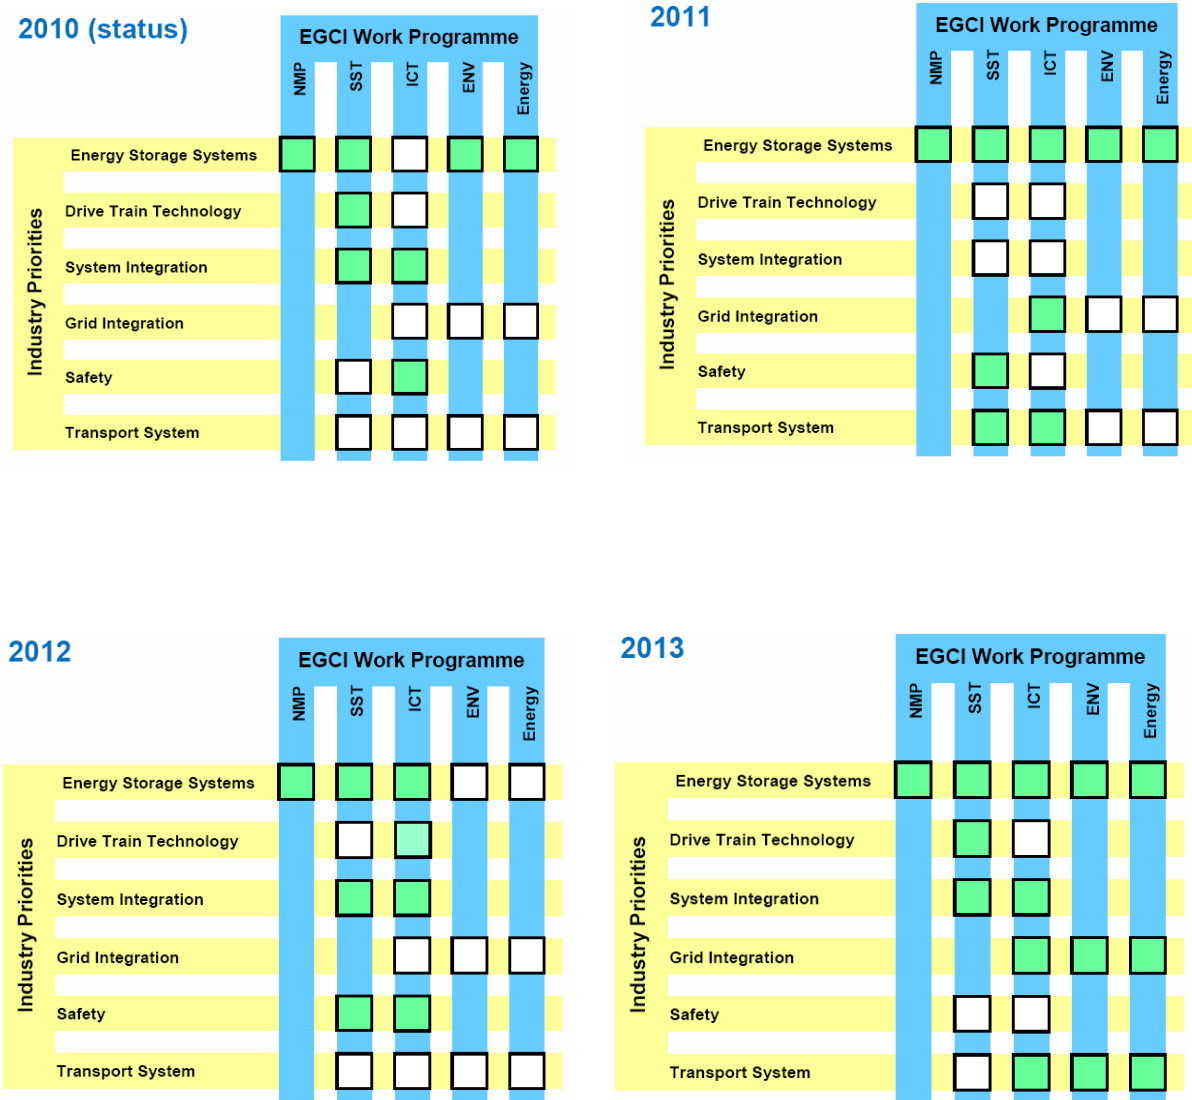 2010 (status)
EGCI Work Programme
NMP
SST
ICT
ENV
Energy
Industry Priorities
Energy Storage Systems
Drive Train Technology
System Integration
Grid Integration
Safety
Transport System
2011
EGCI Work Programme
NMP
SST
ICT
ENV
Energy
Industry Priorities
Energy Storage Systems
Drive Train Technology
System Integration
Grid Integration
Safety
Transport System
2012
EGCI Work Programme
NMP
SST
ICT
ENV
Energy
Industry Priorities
Energy Storage Systems
Drive Train Technology
System Integration
Grid Integration
Safety
Transport System
2013
EGCI Work Programme
NMP
SST
ICT
ENV
Energy
Industry Priorities
Energy Storage Systems
Drive Train Technology
System Integration
Grid Integration
Safety
Transport System